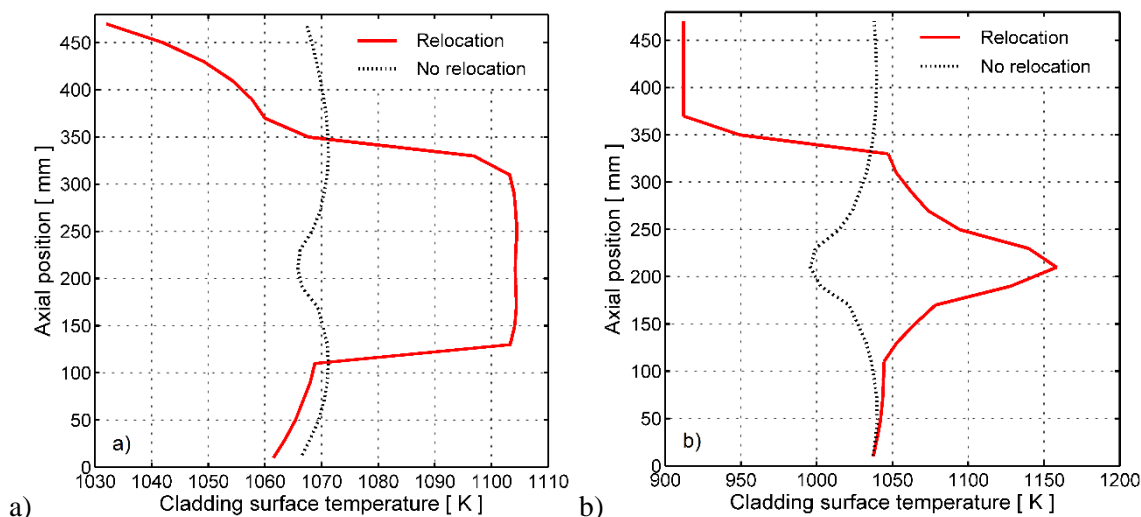 Axial position [ mm ]
450
400
350
300
250
200
150
100
50
0
Relocation
No relocation
a)
1030 1040 1050 1060 1070 1080 1090 1100 1110
Cladding surface temperature [ K ]
a)
Axial position [ mm ]
450
400
350
300
250
200
150
100
50
0
Relocation
No relocation
b)
900 950 1000 1050 1100 1150 1200
Cladding surface temperature [ K ]
b)